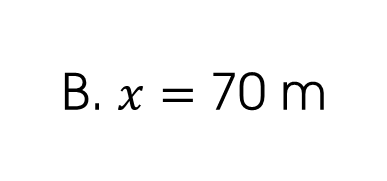 B. x = 70 m